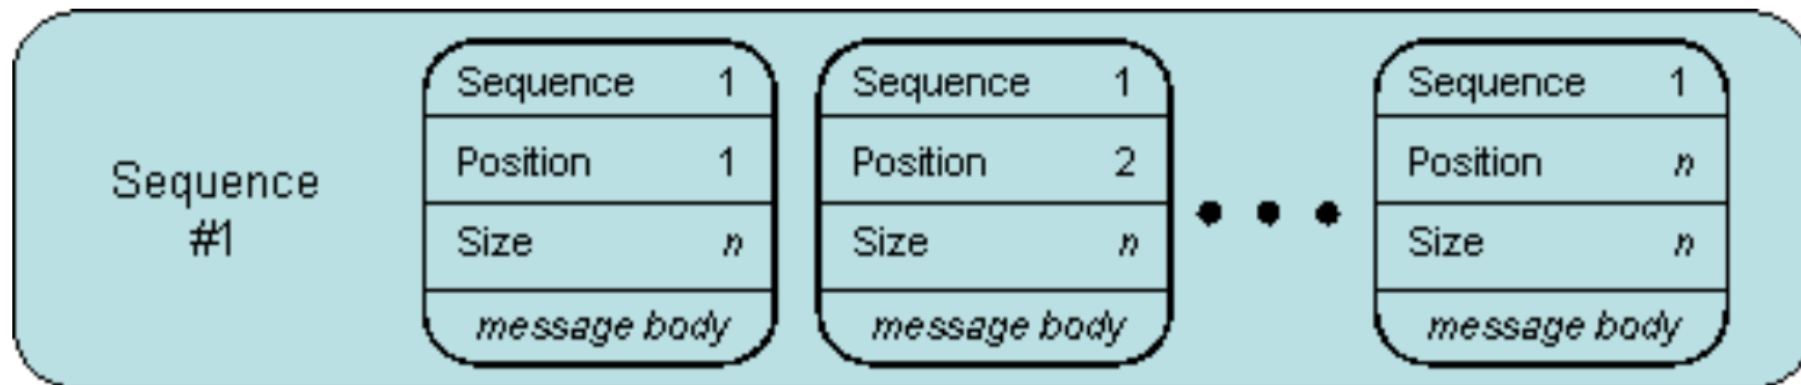 Sequence
#1
Sequence 1
Position 1
Size n
message body
Sequence 1
Position 2
Size n
message body
Sequence 1
Position n
Size n
message body